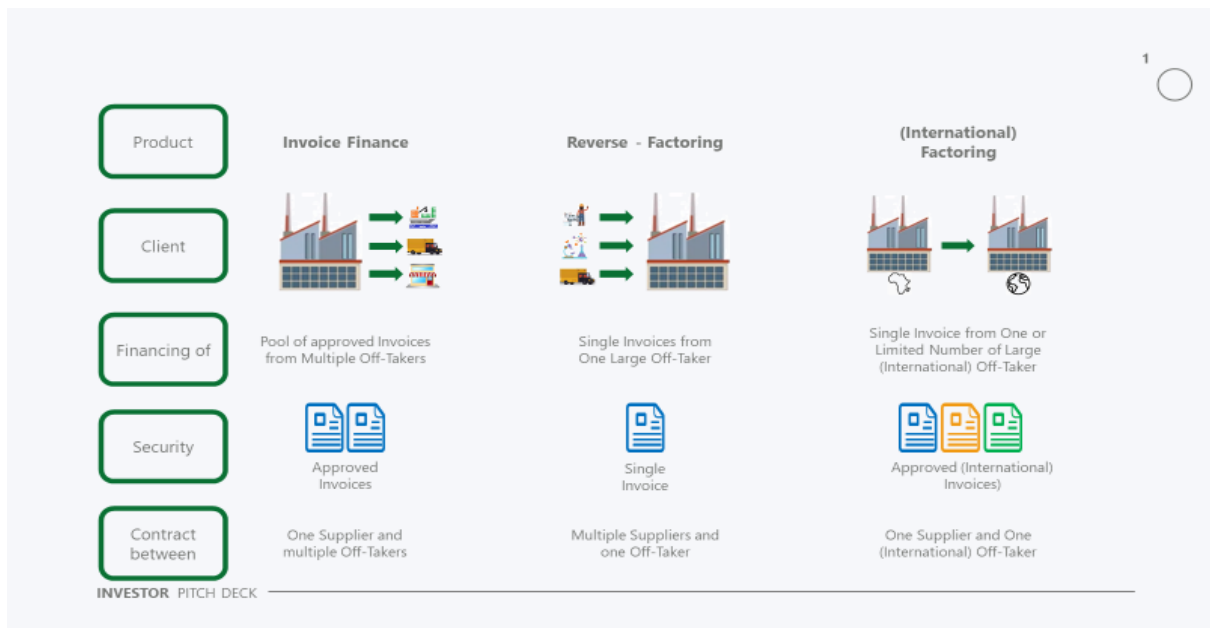 1
Product
Invoice Finance
Reverse - Factoring
(International)
Factoring
Client
Financing of
Pool of approved Invoices
from Multiple Off-Takers
Single Invoices from
One Large Off-Taker
Single Invoice from One or
Limited Number of Large
(International) Off-Taker
Security
Approved
Invoices
Single
Invoice
Approved (International)
Invoices)
Contract
between
One Supplier and
multiple Off-Takers
Multiple Suppliers and
one Off-Taker
One Supplier and One
(International) Off-Taker
INVESTOR PITCH DECK